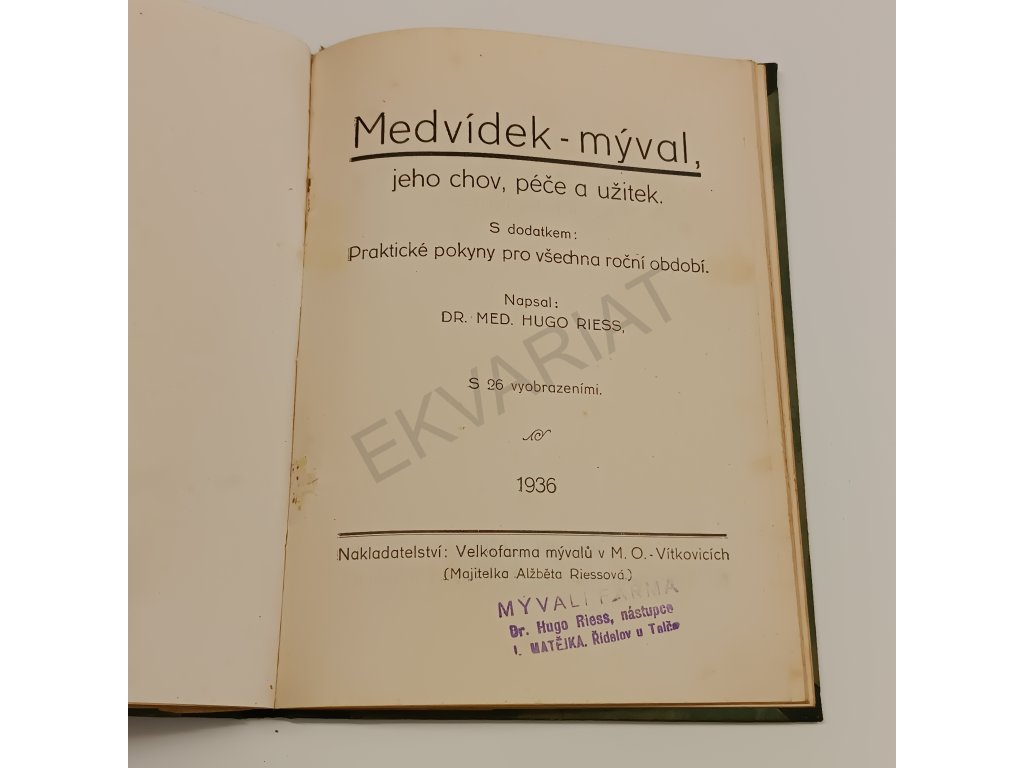 Medvídek - mýval,
jeho chov, péče a užitek.
S dodatkem:
Praktické pokyny pro všechna roční období.
Napsal:
DR. MED. HUGO RIESS,
S 26 vyobrazeními.
1936
Nakladatelství: Velkofarma mývalů v M. O.-Vítkovicích
(Majitelka Alžběta Riessová.)
MÝVALÍ FARMA
Dr. Hugo Riess, nástupce
I. MATĚJKA, Řídelov u Telče
EKVARIAT